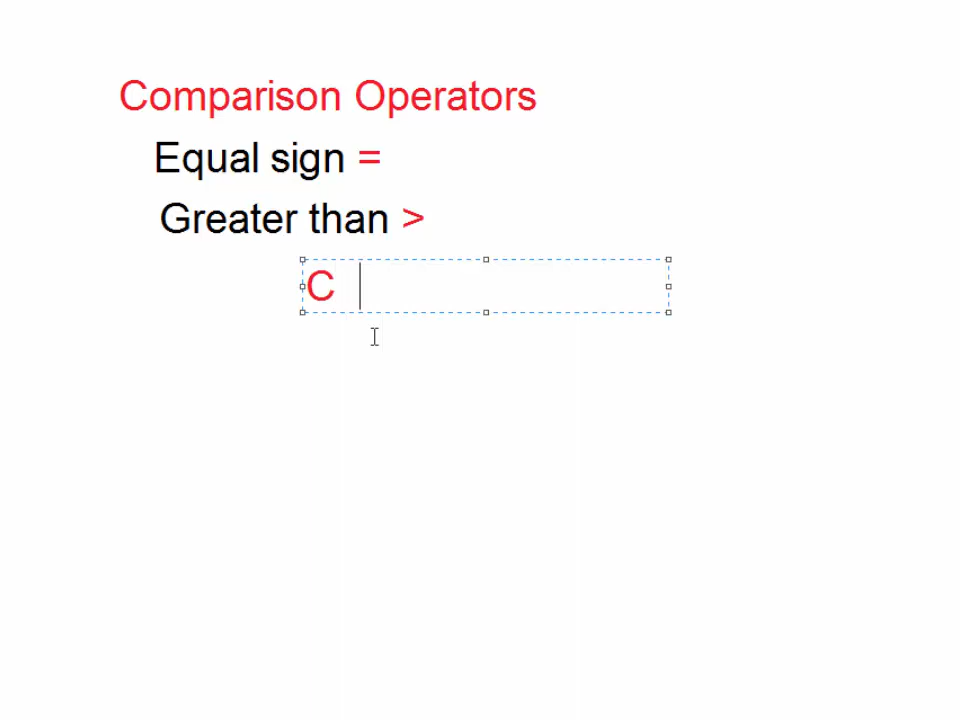 Comparison Operators
Equal sign =
Greater than >
C